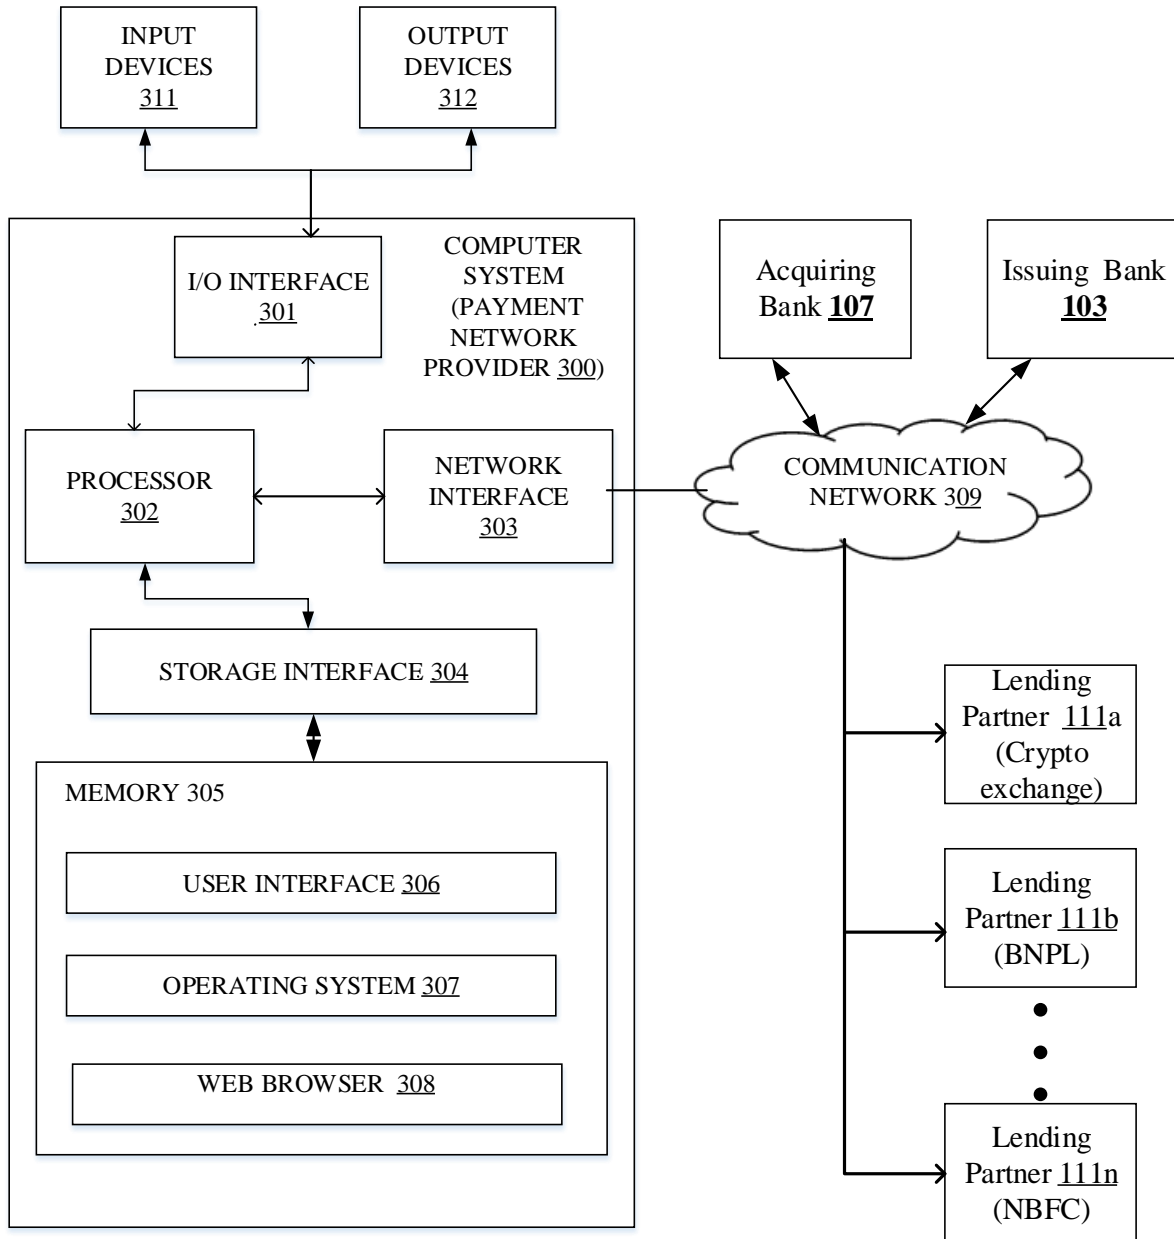 INPUT
DEVICES
311
OUTPUT
DEVICES
312
I/O INTERFACE
.301
COMPUTER
SYSTEM
(PAYMENT
NETWORK
PROVIDER 300)
PROCESSOR
302
NETWORK
INTERFACE
303
STORAGE INTERFACE 304
MEMORY 305
USER INTERFACE 306
OPERATING SYSTEM 307
WEB BROWSER 308
Acquiring
Bank 107
Issuing Bank
103
COMMUNICATION
NETWORK 309
Lending
Partner 111a
(Crypto
exchange)
Lending
Partner 111b
(BNPL)
Lending
Partner 111n
(NBFC)